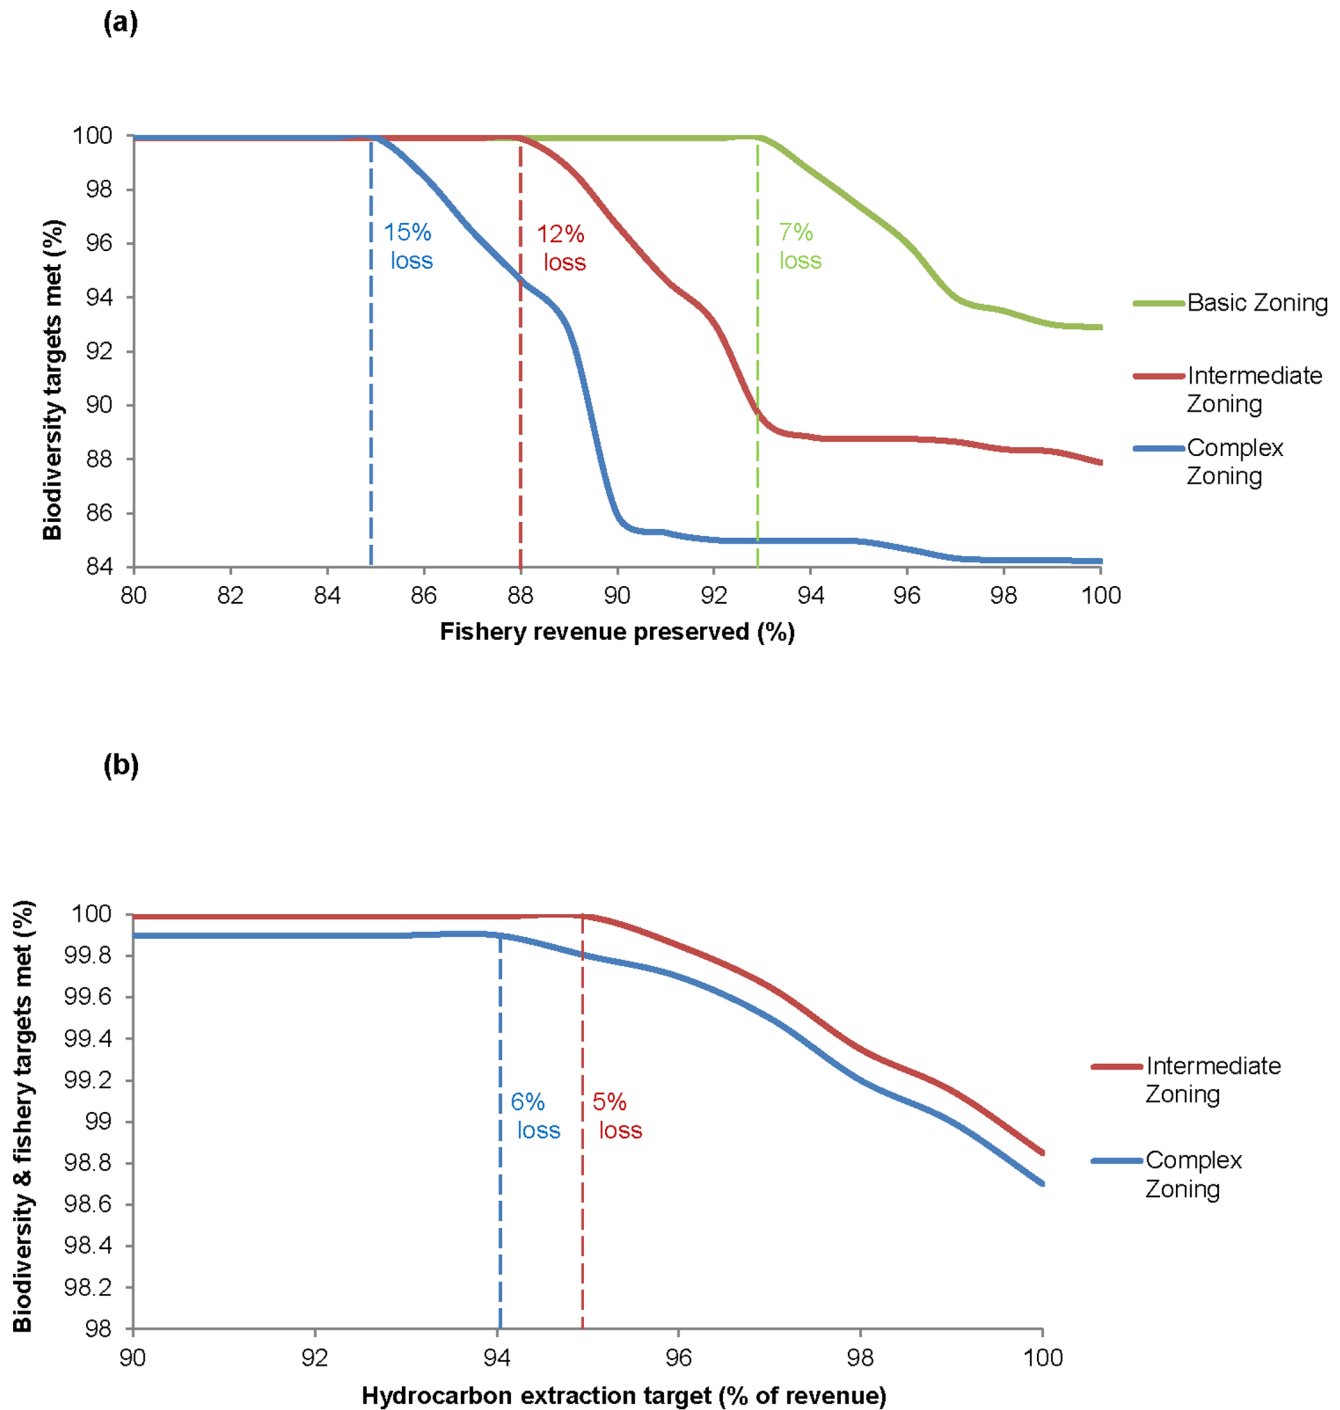 (a)
Biodiversity targets met (%)
100
98
96
94
92
90
88
86
84
15%
loss
12%
loss
7%
loss
80 82 84 86 88 90 92 94 96 98 100
Fishery revenue preserved (%)
Basic Zoning
Intermediate
Zoning
Complex
Zoning
(b)
Biodiversity & fishery targets met (%)
100
99.8
99.6
99.4
99.2
99
98.8
98.6
98.4
98.2
98
6%
loss
5%
loss
90 92 94 96 98 100
Hydrocarbon extraction target (% of revenue)
Intermediate
Zoning
Complex
Zoning